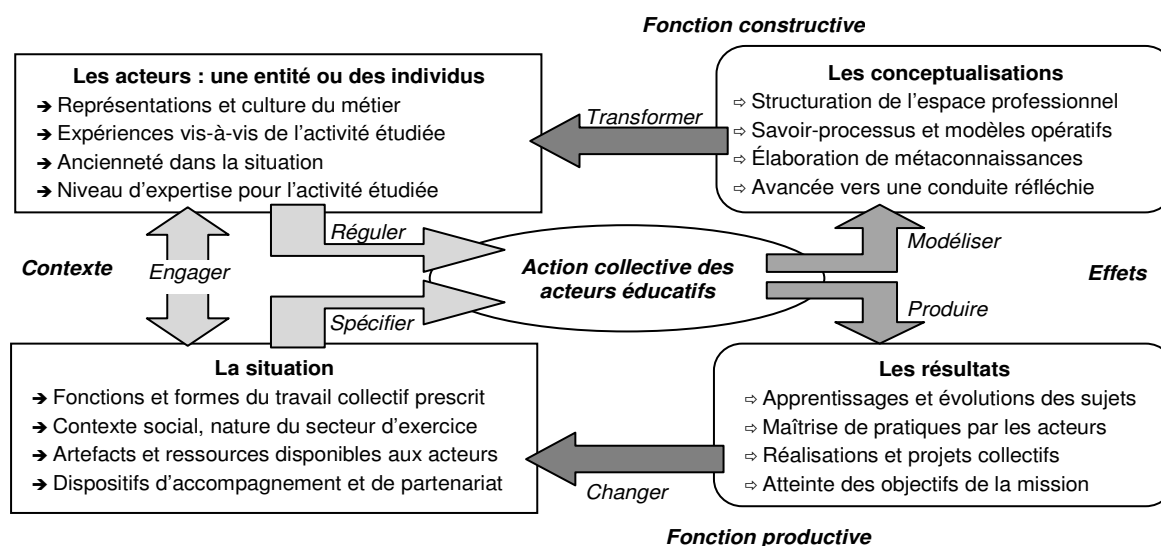 Fonction constructive
Les acteurs : une entité ou des individus
➔ Représentations et culture du métier
➔ Expériences vis-à-vis de l'activité étudiée
➔ Ancienneté dans la situation
➔ Niveau d'expertise pour l'activité étudiée
Transformer
Les conceptualisations
⇨ Structuration de l'espace professionnel
⇨ Savoir-processus et modèles opératifs
⇨ Élaboration de métaconnaissances
⇨ Avancée vers une conduite réfléchie
Contexte
Engager
Réguler
Spécifier
Action collective des
acteurs éducatifs
Modéliser
Produire
Effets
La situation
➔ Fonctions et formes du travail collectif prescrit
➔ Contexte social, nature du secteur d'exercice
➔ Artefacts et ressources disponibles aux acteurs
➔ Dispositifs d'accompagnement et de partenariat
Changer
Les résultats
⇨ Apprentissages et évolutions des sujets
⇨ Maîtrise de pratiques par les acteurs
⇨ Réalisations et projets collectifs
⇨ Atteinte des objectifs de la mission
Fonction productive